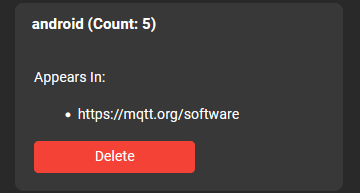 android (Count: 5)
Appears In:
• https://mqtt.org/software
Delete